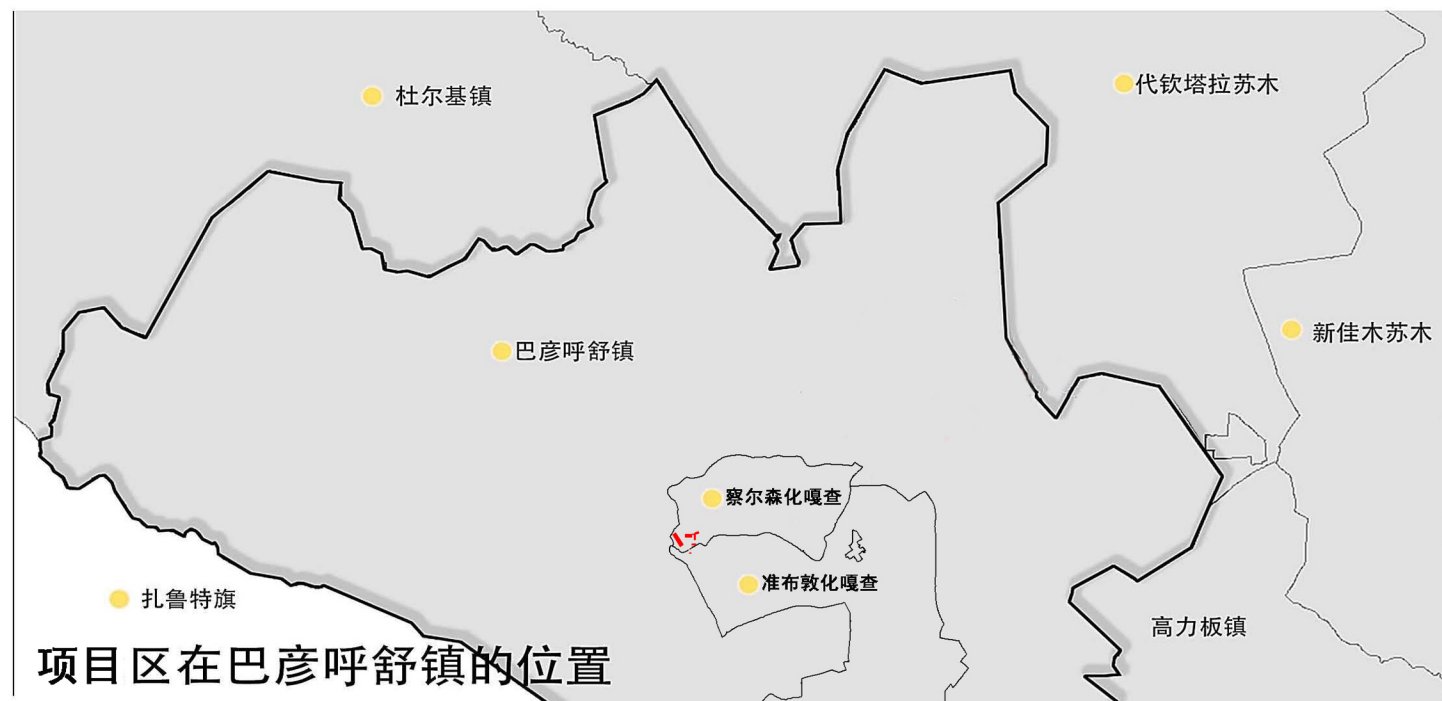 杜尔基镇
代钦塔拉苏木
巴彦呼舒镇
新佳木苏木
察尔森化嘎查
准布敦化嘎查
扎鲁特旗
高力板镇
项目区在巴彦呼舒镇的位置